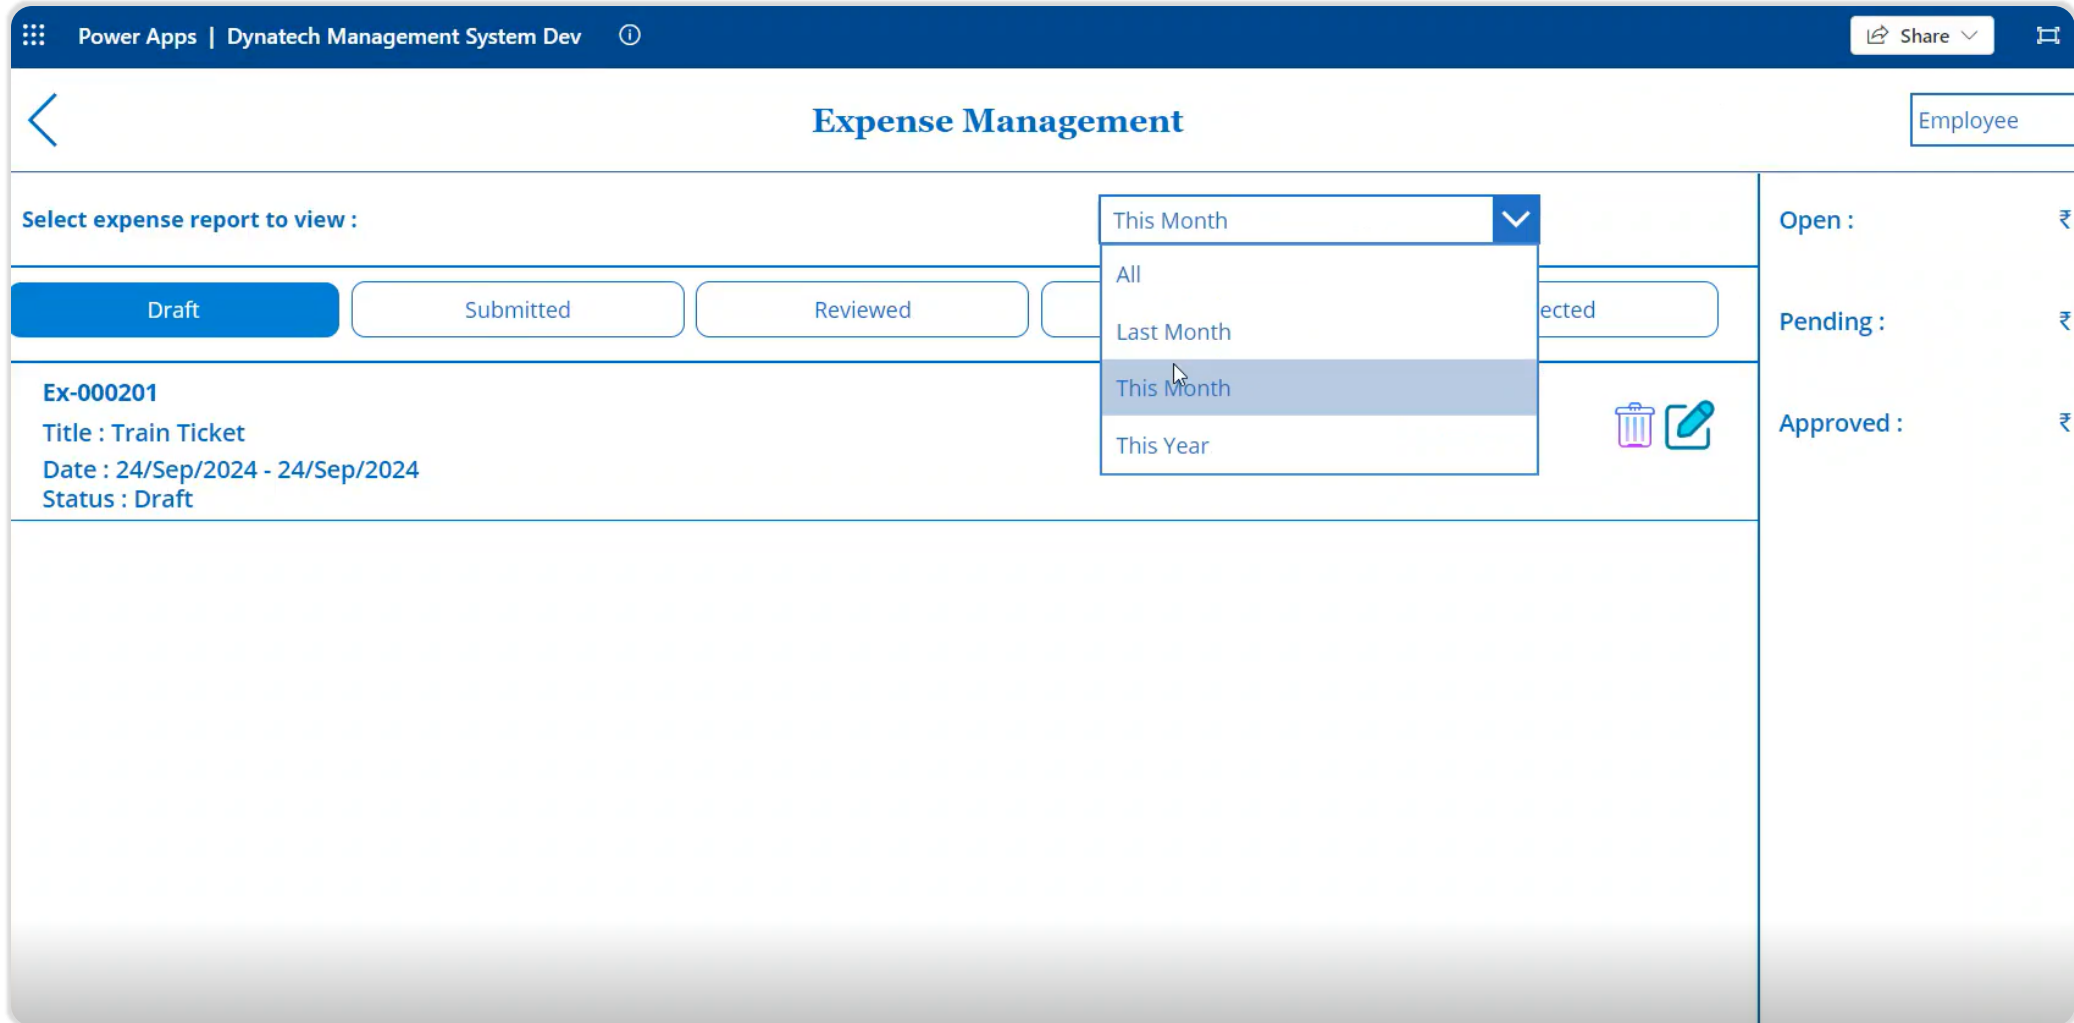 Power Apps | Dynatech Management System Dev
Share
Expense Management
Employee
Select expense report to view :
This Month
Open : ₹
All
Draft
Submitted
Reviewed
ected
Last Month
Pending : ₹
This Month
Ex-000201
Title : Train Ticket
Approved : ₹
This Year
Date : 24/Sep/2024 - 24/Sep/2024
Status : Draft